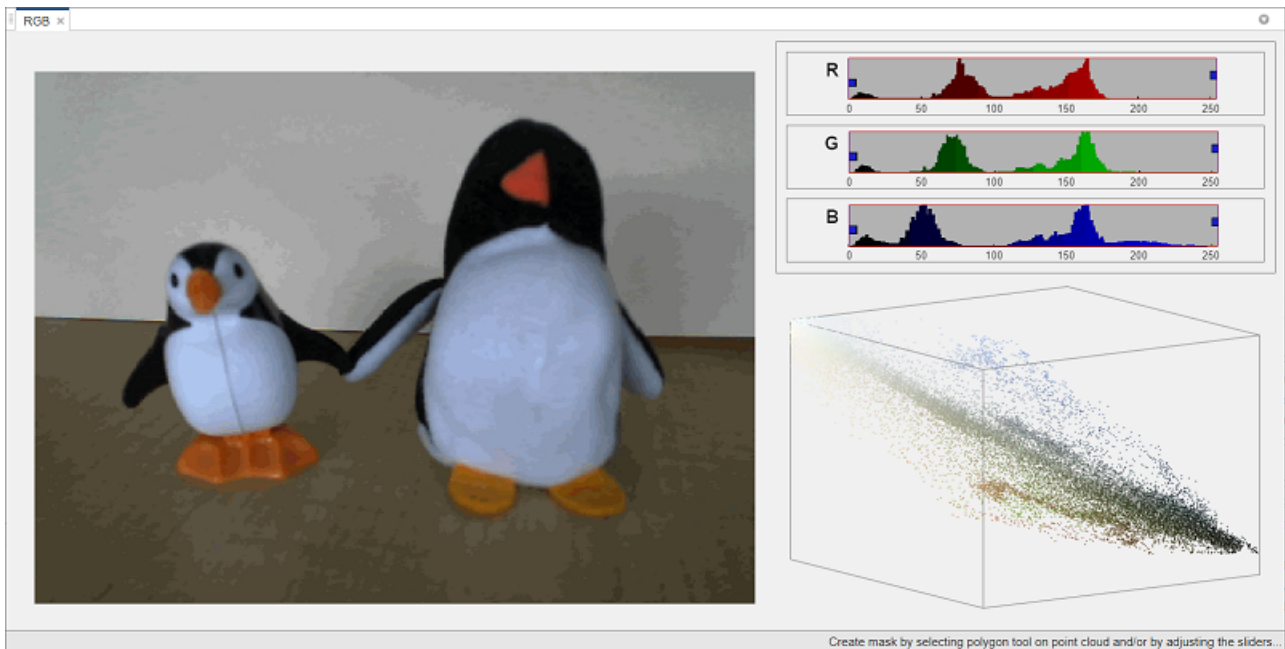 RGB ×
R
0 50 100 150 200 250
G
0 50 100 150 200 250
B
0 50 100 150 200 250
Create mask by selecting polygon tool on point cloud and/or by adjusting the sliders...